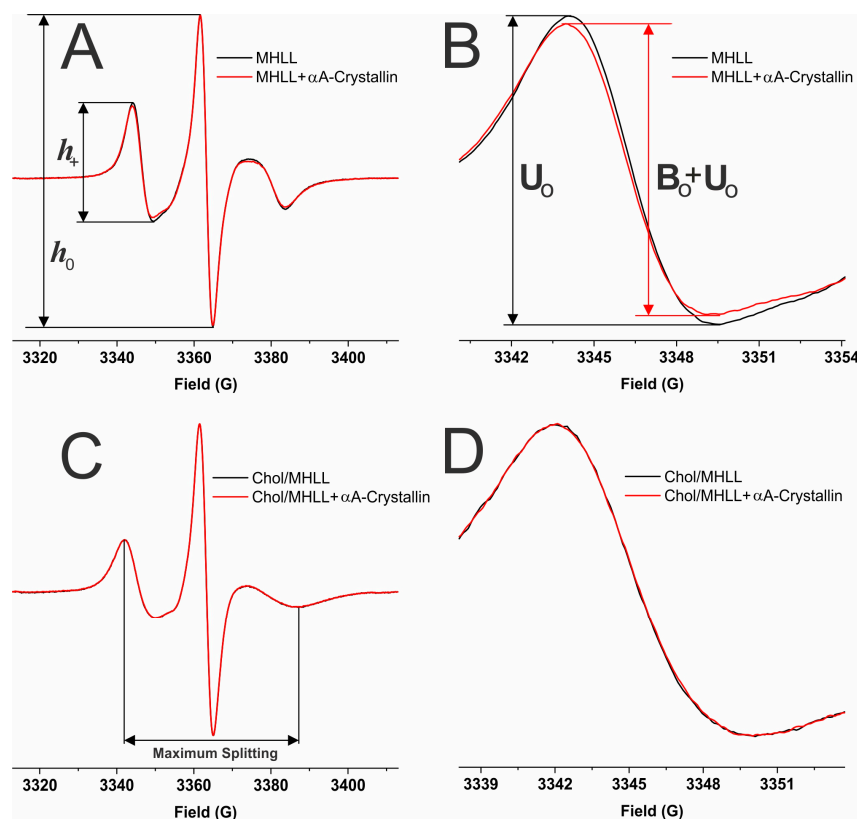 A
MHLL
MHLL+αA-Crystallin
h+
h0
3320 3340 3360 3380 3400
Field (G)
B
MHLL
MHLL+αA-Crystallin
Uo
Bo+Uo
3342 3345 3348 3351 3354
Field (G)
C
Chol/MHLL
Chol/MHLL+αA-Crystallin
Maximum Splitting
3320 3340 3360 3380 3400
Field (G)
D
Chol/MHLL
Chol/MHLL+αA-Crystallin
3339 3342 3345 3348 3351
Field (G)